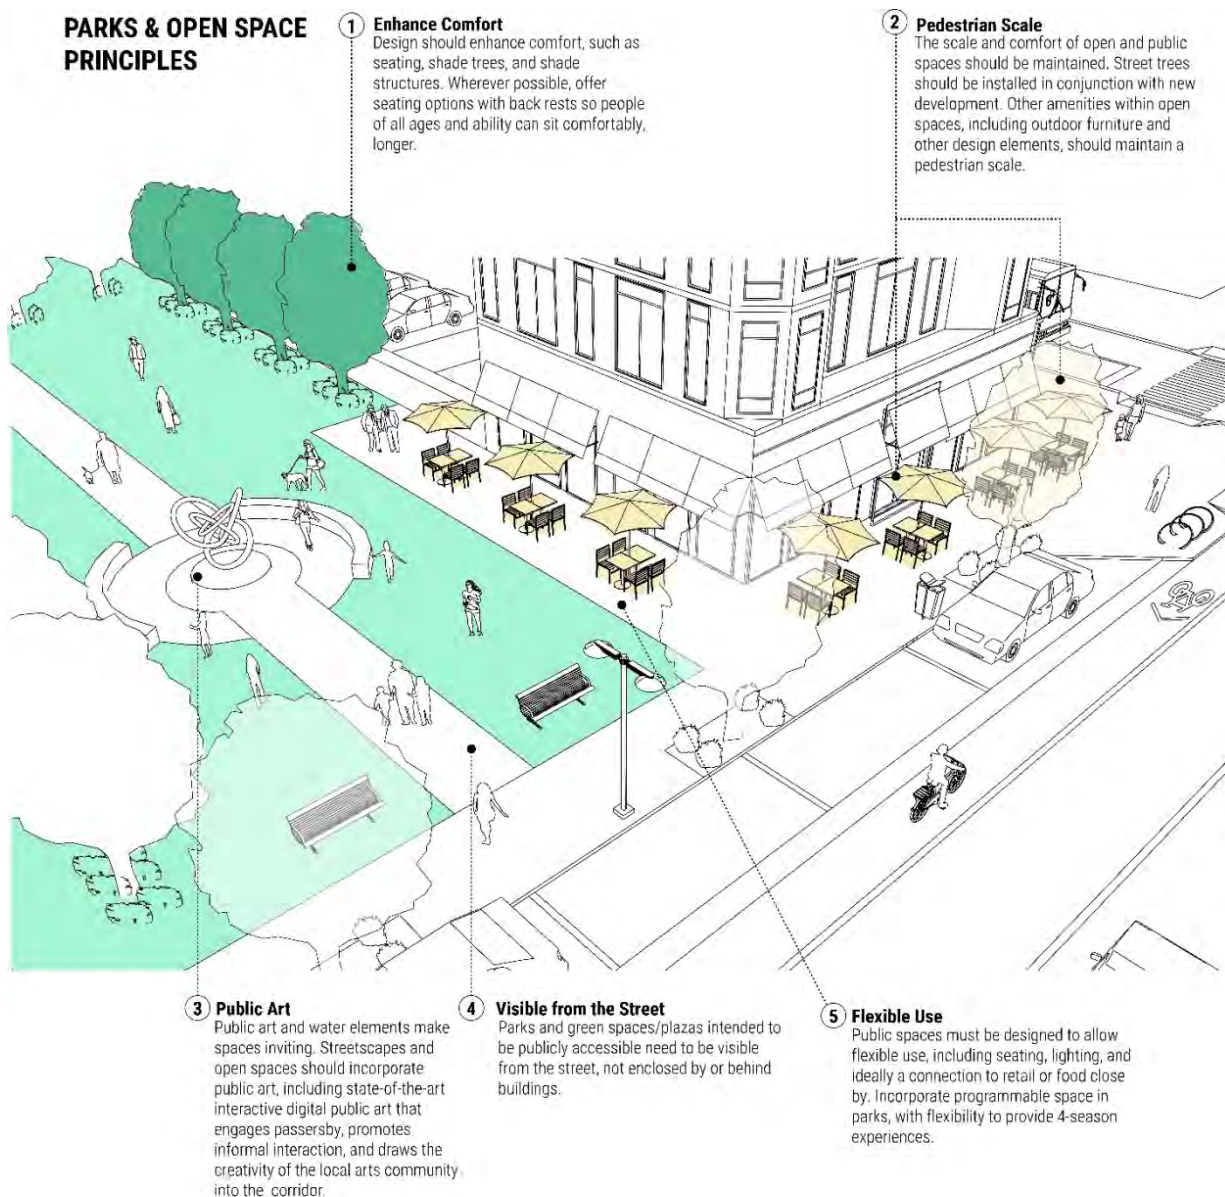 PARKS & OPEN SPACE
PRINCIPLES
1 Enhance Comfort
Design should enhance comfort, such as
seating, shade trees, and shade
structures. Wherever possible, offer
seating options with back rests so people
of all ages and ability can sit comfortably,
longer.
2 Pedestrian Scale
The scale and comfort of open and public
spaces should be maintained. Street trees
should be installed in conjunction with new
development. Other amenities within open
spaces, including outdoor furniture and
other design elements, should maintain a
pedestrian scale.
3 Public Art
Public art and water elements make
spaces inviting. Streetscapes and
open spaces should incorporate
public art, including state-of-the-art
interactive digital public art that
engages passersby, promotes
informal interaction, and draws the
creativity of the local arts community
into the corridor.
4 Visible from the Street
Parks and green spaces/plazas intended to
be publicly accessible need to be visible
from the street, not enclosed by or behind
buildings.
5 Flexible Use
Public spaces must be designed to allow
flexible use, including seating, lighting, and
ideally a connection to retail or food close
by. Incorporate programmable space in
parks, with flexibility to provide 4-season
experiences.